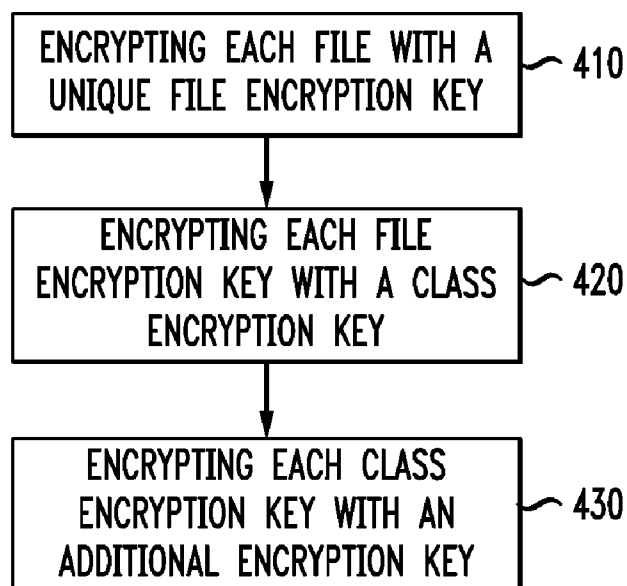 ENCRYPTING EACH FILE WITH A
UNIQUE FILE ENCRYPTION KEY
410
ENCRYPTING EACH FILE
ENCRYPTION KEY WITH A CLASS
ENCRYPTION KEY
420
ENCRYPTING EACH CLASS
ENCRYPTION KEY WITH AN
ADDITIONAL ENCRYPTION KEY
430